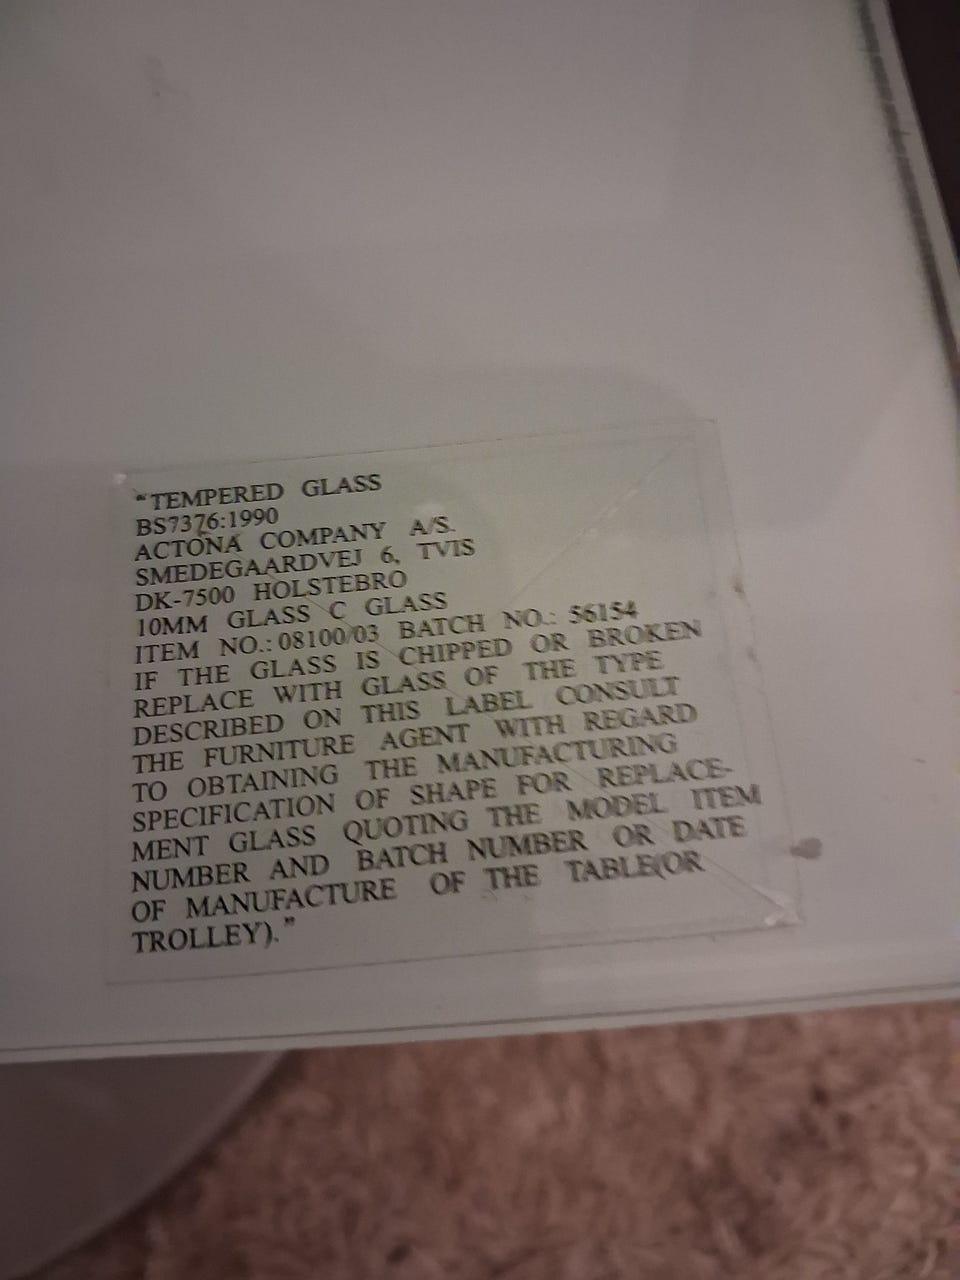 “TEMPERED GLASS
BS7376:1990
ACTONA COMPANY A/S.
SMEDEGAARDVEJ 6, TVIS
DK-7500 HOLSTEBRO
10MM GLASS C GLASS
ITEM NO.: 08100/03 BATCH NO.: 56154
IF THE GLASS IS CHIPPED OR BROKEN
REPLACE WITH GLASS OF THE TYPE
DESCRIBED ON THIS LABEL CONSULT
THE FURNITURE AGENT WITH REGARD
TO OBTAINING THE MANUFACTURING
SPECIFICATION OF SHAPE FOR REPLACE-
MENT GLASS QUOTING THE MODEL ITEM
NUMBER AND BATCH NUMBER OR DATE
OF MANUFACTURE OF THE TABLE(OR
TROLLEY).”